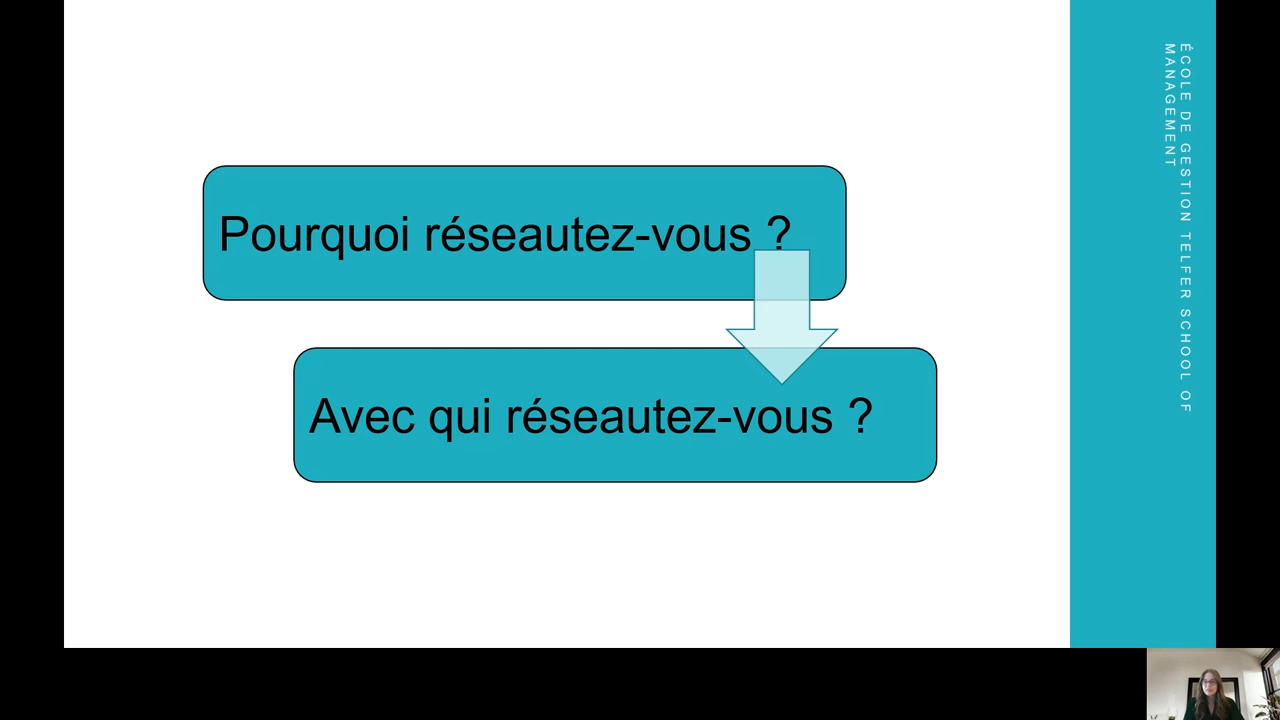 Pourquoi réseautez-vous ?
Avec qui réseautez-vous ?
ÉCOLE DE GESTION TELFER SCHOOL OF
MANAGEMENT